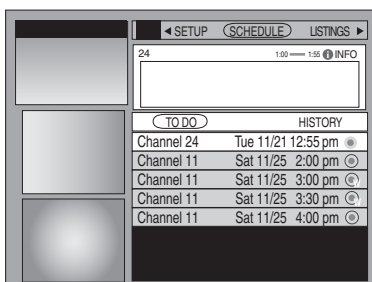 SETUP SCHEDULE LISTINGS
24 1:00 1:55 INFO
TO DO HISTORY
Channel 24 Tue 11/21 12:55 pm
Channel 11 Sat 11/25 2:00 pm
Channel 11 Sat 11/25 3:00 pm
Channel 11 Sat 11/25 3:30 pm
Channel 11 Sat 11/25 4:00 pm